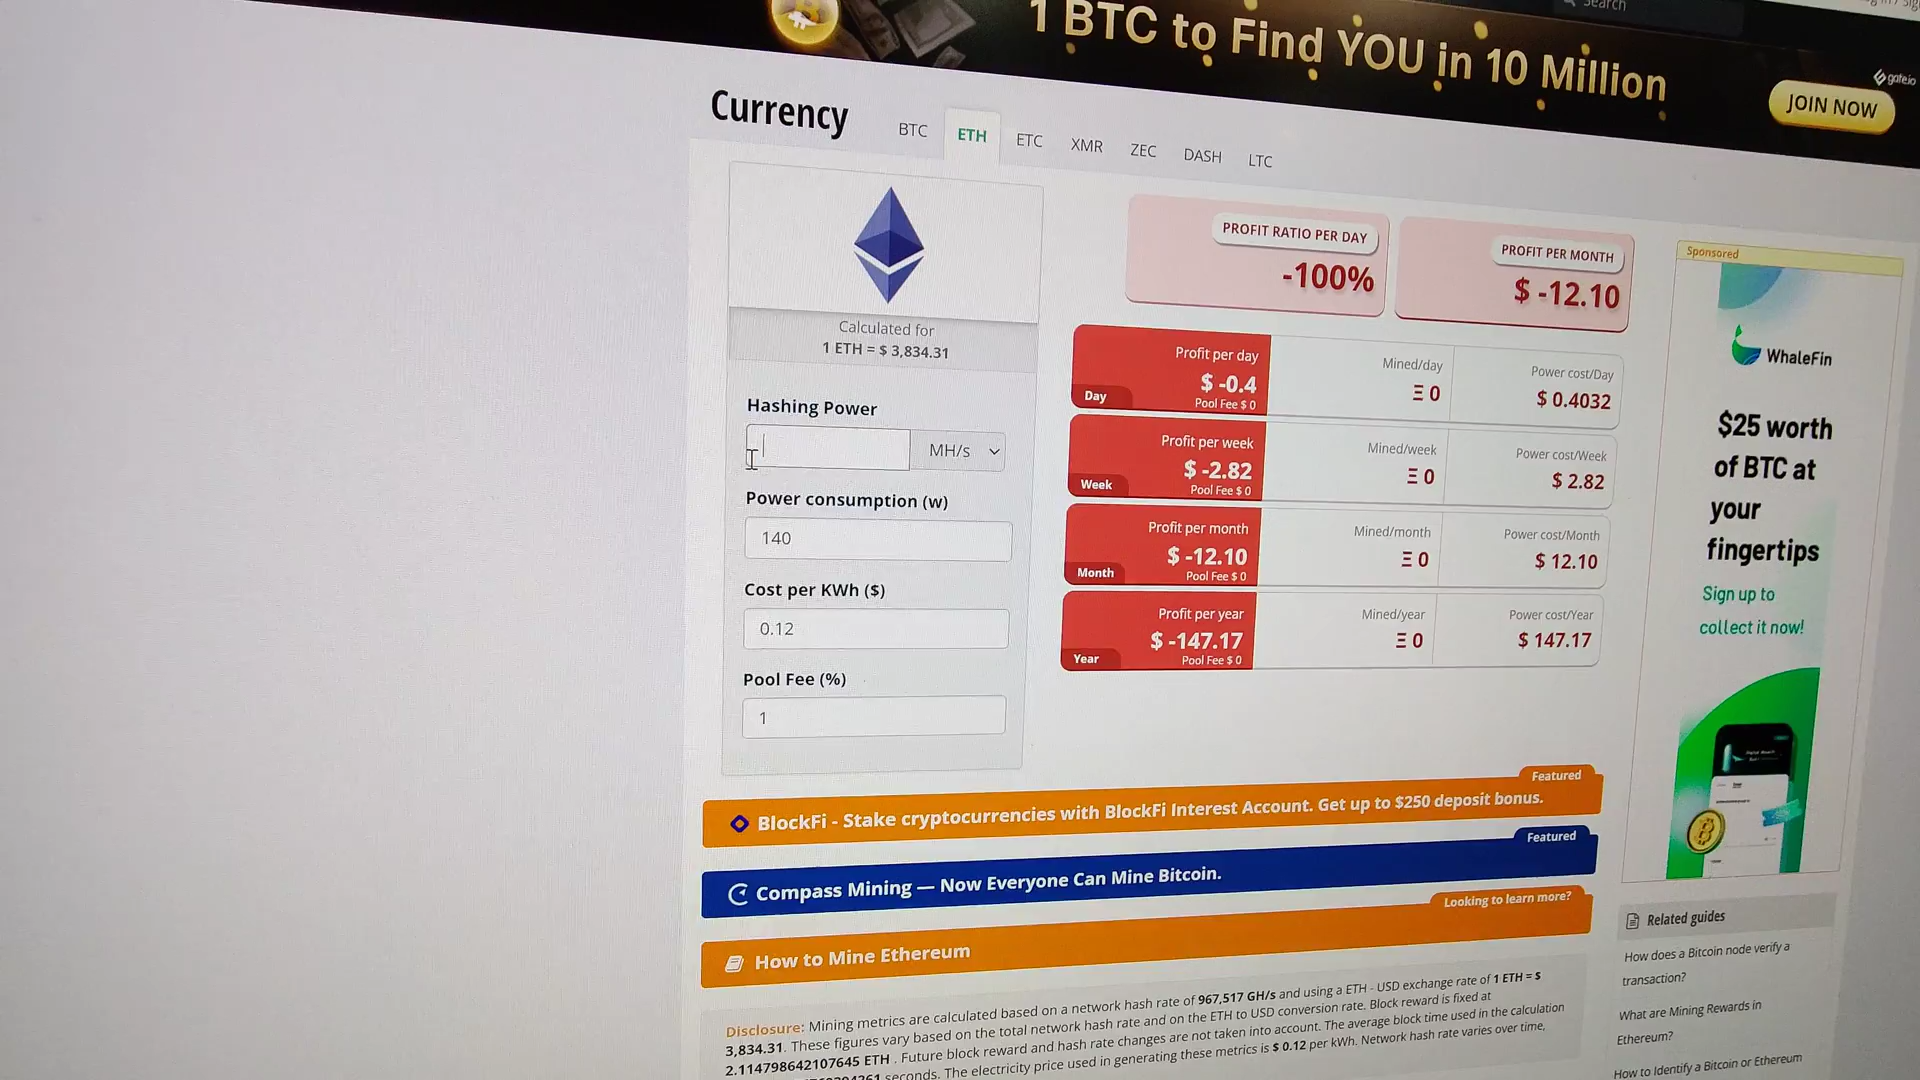 Search
1 BTC to Find YOU in 10 Million
gate.io
JOIN NOW
Currency
BTC
ETH
ETC
XMR
ZEC
DASH
LTC
Calculated for
1 ETH = $ 3,834.31
Hashing Power
MH/s
Power consumption (w)
140
Cost per KWh ($)
0.12
Pool Fee (%)
1
PROFIT RATIO PER DAY
-100%
PROFIT PER MONTH
$ -12.10
Profit per day
$ -0.4
Pool Fee $ 0
Day
Mined/day
Ξ 0
Power cost/Day
$ 0.4032
Profit per week
$ -2.82
Pool Fee $ 0
Week
Mined/week
Ξ 0
Power cost/Week
$ 2.82
Profit per month
$ -12.10
Pool Fee $ 0
Month
Mined/month
Ξ 0
Power cost/Month
$ 12.10
Profit per year
$ -147.17
Pool Fee $ 0
Year
Mined/year
Ξ 0
Power cost/Year
$ 147.17
Sponsored
WhaleFin
$25 worth
of BTC at
your
fingertips
Sign up to
collect it now!
Featured
BlockFi - Stake cryptocurrencies with BlockFi Interest Account. Get up to $250 deposit bonus.
Featured
Compass Mining — Now Everyone Can Mine Bitcoin.
Looking to learn more?
How to Mine Ethereum
Disclosure: Mining metrics are calculated based on a network hash rate of 967,517 GH/s and using a ETH - USD exchange rate of 1 ETH = $
3,834.31. These figures vary based on the total network hash rate and on the ETH to USD conversion rate. Block reward is fixed at
2.114798642107645 ETH . Future block reward and hash rate changes are not taken into account. The average block time used in the calculation
seconds. The electricity price used in generating these metrics is $ 0.12 per kWh. Network hash rate varies over time,
Related guides
How does a Bitcoin node verify a
transaction?
What are Mining Rewards in
Ethereum?
How to Identify a Bitcoin or Ethereum